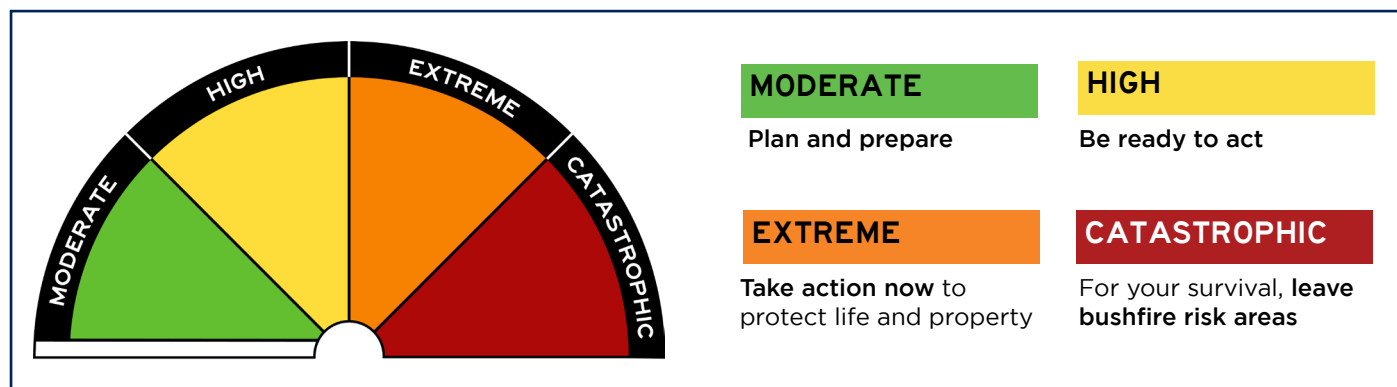 MODERATE
HIGH
EXTREME
CATASTROPHIC
MODERATE
Plan and prepare
HIGH
Be ready to act
EXTREME
Take action now to
protect life and property
CATASTROPHIC
For your survival, leave
bushfire risk areas